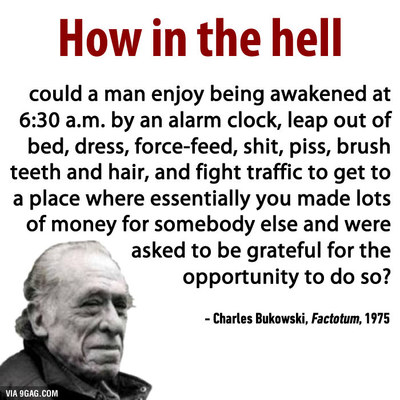 How in the hell
could a man enjoy being awakened at
6:30 a.m. by an alarm clock, leap out of
bed, dress, force-feed, shit, piss, brush
teeth and hair, and fight traffic to get to
a place where essentially you made lots
of money for somebody else and were
asked to be grateful for the
opportunity to do so?
– Charles Bukowski, Factotum, 1975
VIA 9GAG.COM